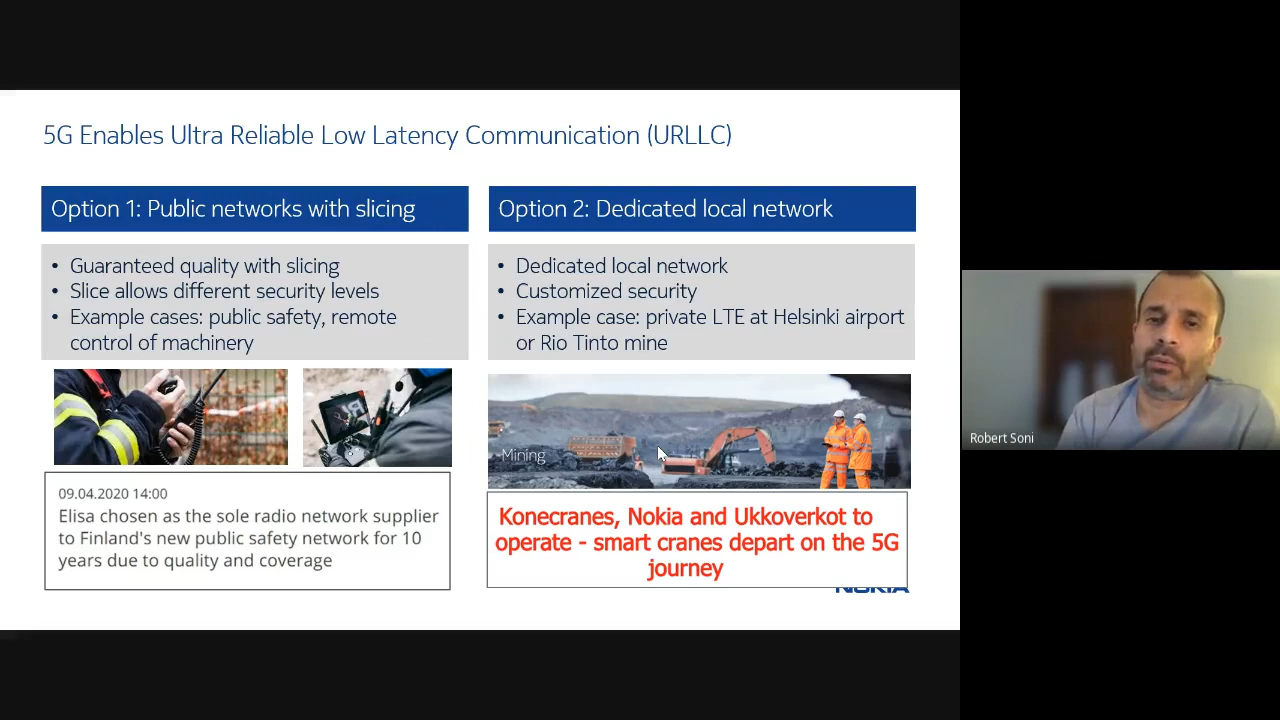 5G Enables Ultra Reliable Low Latency Communication (URLLC)
Option 1: Public networks with slicing
• Guaranteed quality with slicing
• Slice allows different security levels
• Example cases: public safety, remote
control of machinery
09.04.2020 14:00
Elisa chosen as the sole radio network supplier
to Finland's new public safety network for 10
years due to quality and coverage
Option 2: Dedicated local network
• Dedicated local network
• Customized security
• Example case: private LTE at Helsinki airport
or Rio Tinto mine
Mining
Konecranes, Nokia and Ukkoverkot to
operate - smart cranes depart on the 5G
journey
NOKIA
Robert Soni